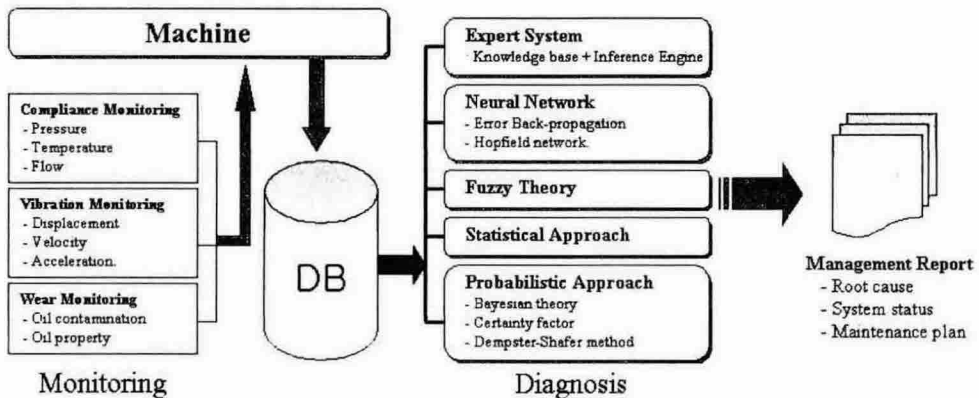 Machine
Compliance Monitoring
- Pressure
- Temperature
- Flow
Vibration Monitoring
- Displacement
- Velocity
- Acceleration.
Wear Monitoring
- Oil contamination
- Oil property
Monitoring
DB
Expert System
- Knowledge base + Inference Engine
Neural Network
- Error Back-propagation
- Hopfield network.
Fuzzy Theory
Statistical Approach
Probabilistic Approach
- Bayesian theory
- Certainty factor
- Dempster-Shafer method
Diagnosis
Management Report
- Root cause
- System status
- Maintenance plan